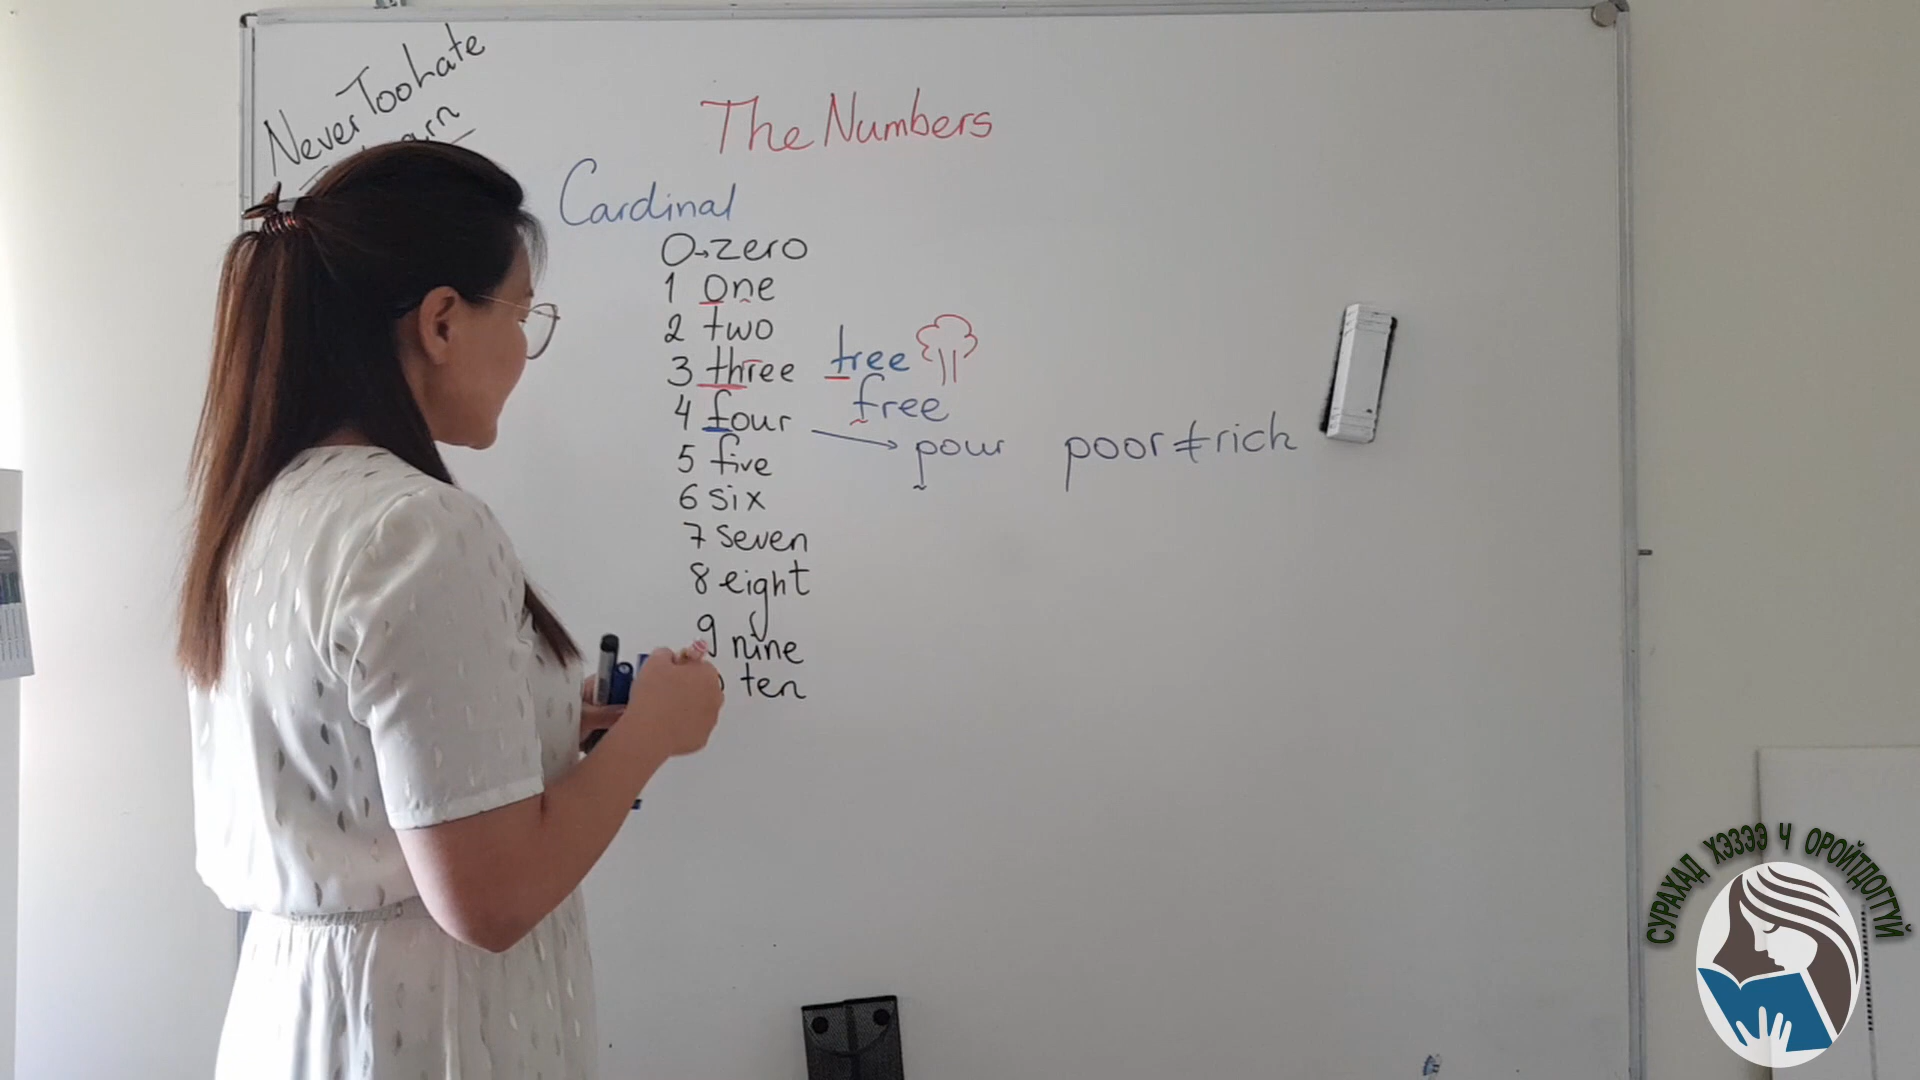 Never Too Late
The Numbers
Cardinal
0→zero
1 one
2 two
3 three tree
free
4 four → pour poor ≠ rich
5 five
6 six
7 seven
8 eight
9 nine
ten
СУРАХАД ХЭЗЭЭ Ч ОРОЙТДОГГҮЙ